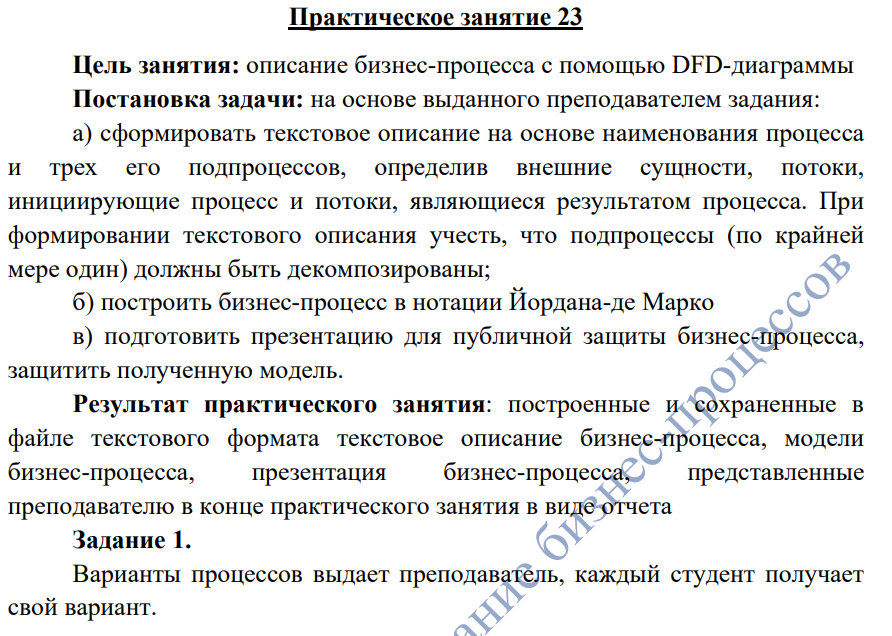 Практическое занятие 23
Цель занятия: описание бизнес-процесса с помощью DFD-диаграммы
Постановка задачи: на основе выданного преподавателем задания:
а) сформировать текстовое описание на основе наименования процесса
и трех его подпроцессов, определив внешние сущности, потоки,
инициирующие процесс и потоки, являющиеся результатом процесса. При
формировании текстового описания учесть, что подпроцессы (по крайней
мере один) должны быть декомпозированы;
б) построить бизнес-процесс в нотации Йордана-де Марко
в) подготовить презентацию для публичной защиты бизнес-процесса,
защитить полученную модель.
Результат практического занятия: построенные и сохраненные в
файле текстового формата текстовое описание бизнес-процесса, модели
бизнес-процесса, презентация бизнес-процесса, представленные
преподавателю в конце практического занятия в виде отчета
Задание 1.
Варианты процессов выдает преподаватель, каждый студент получает
свой вариант.
бизнес-процессов